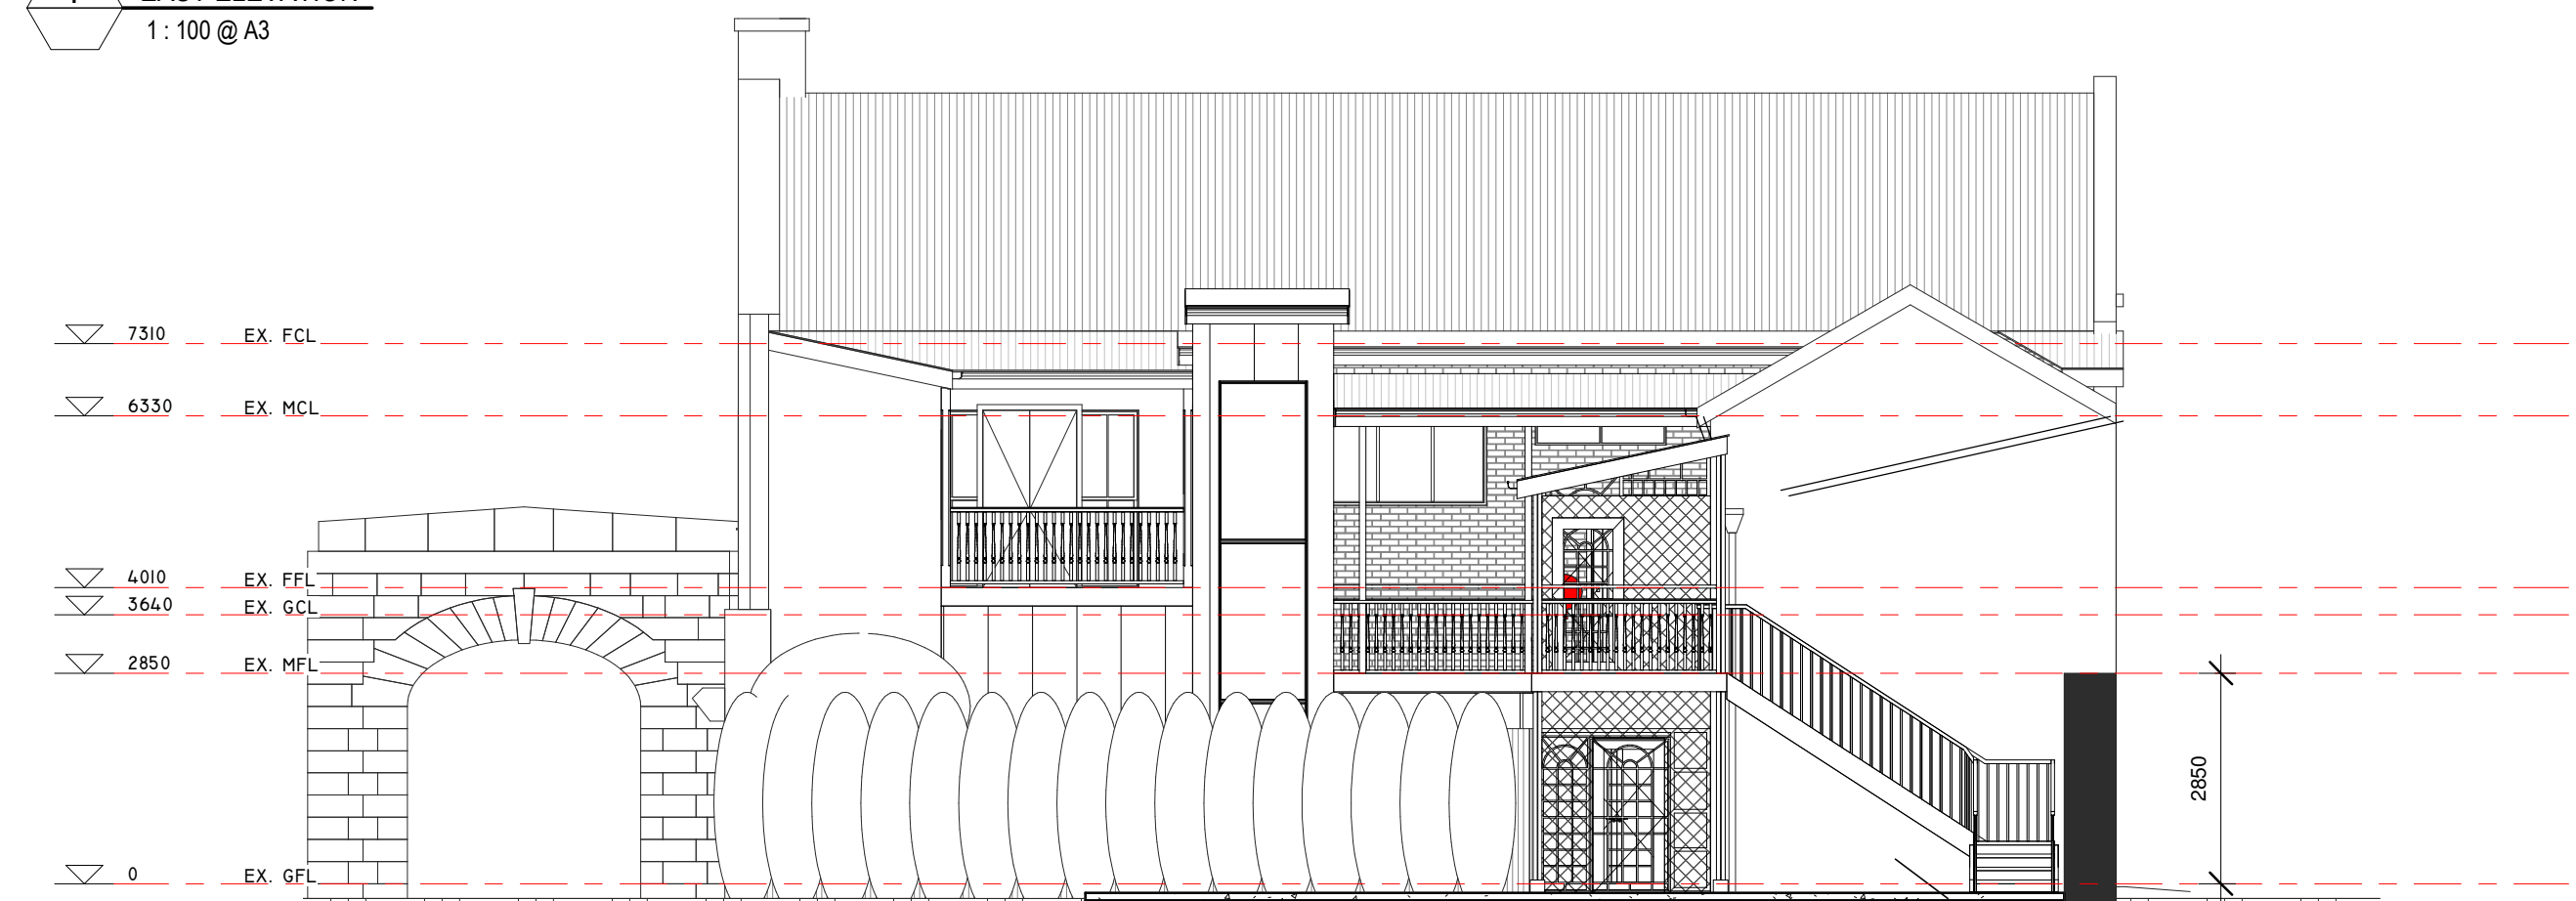 1 : 100 @ A3
7310 EX. FCL
6330 EX. MCL
4010 EX. FFL
3640 EX. GCL
2850 EX. MFL
2850
0 EX. GFL